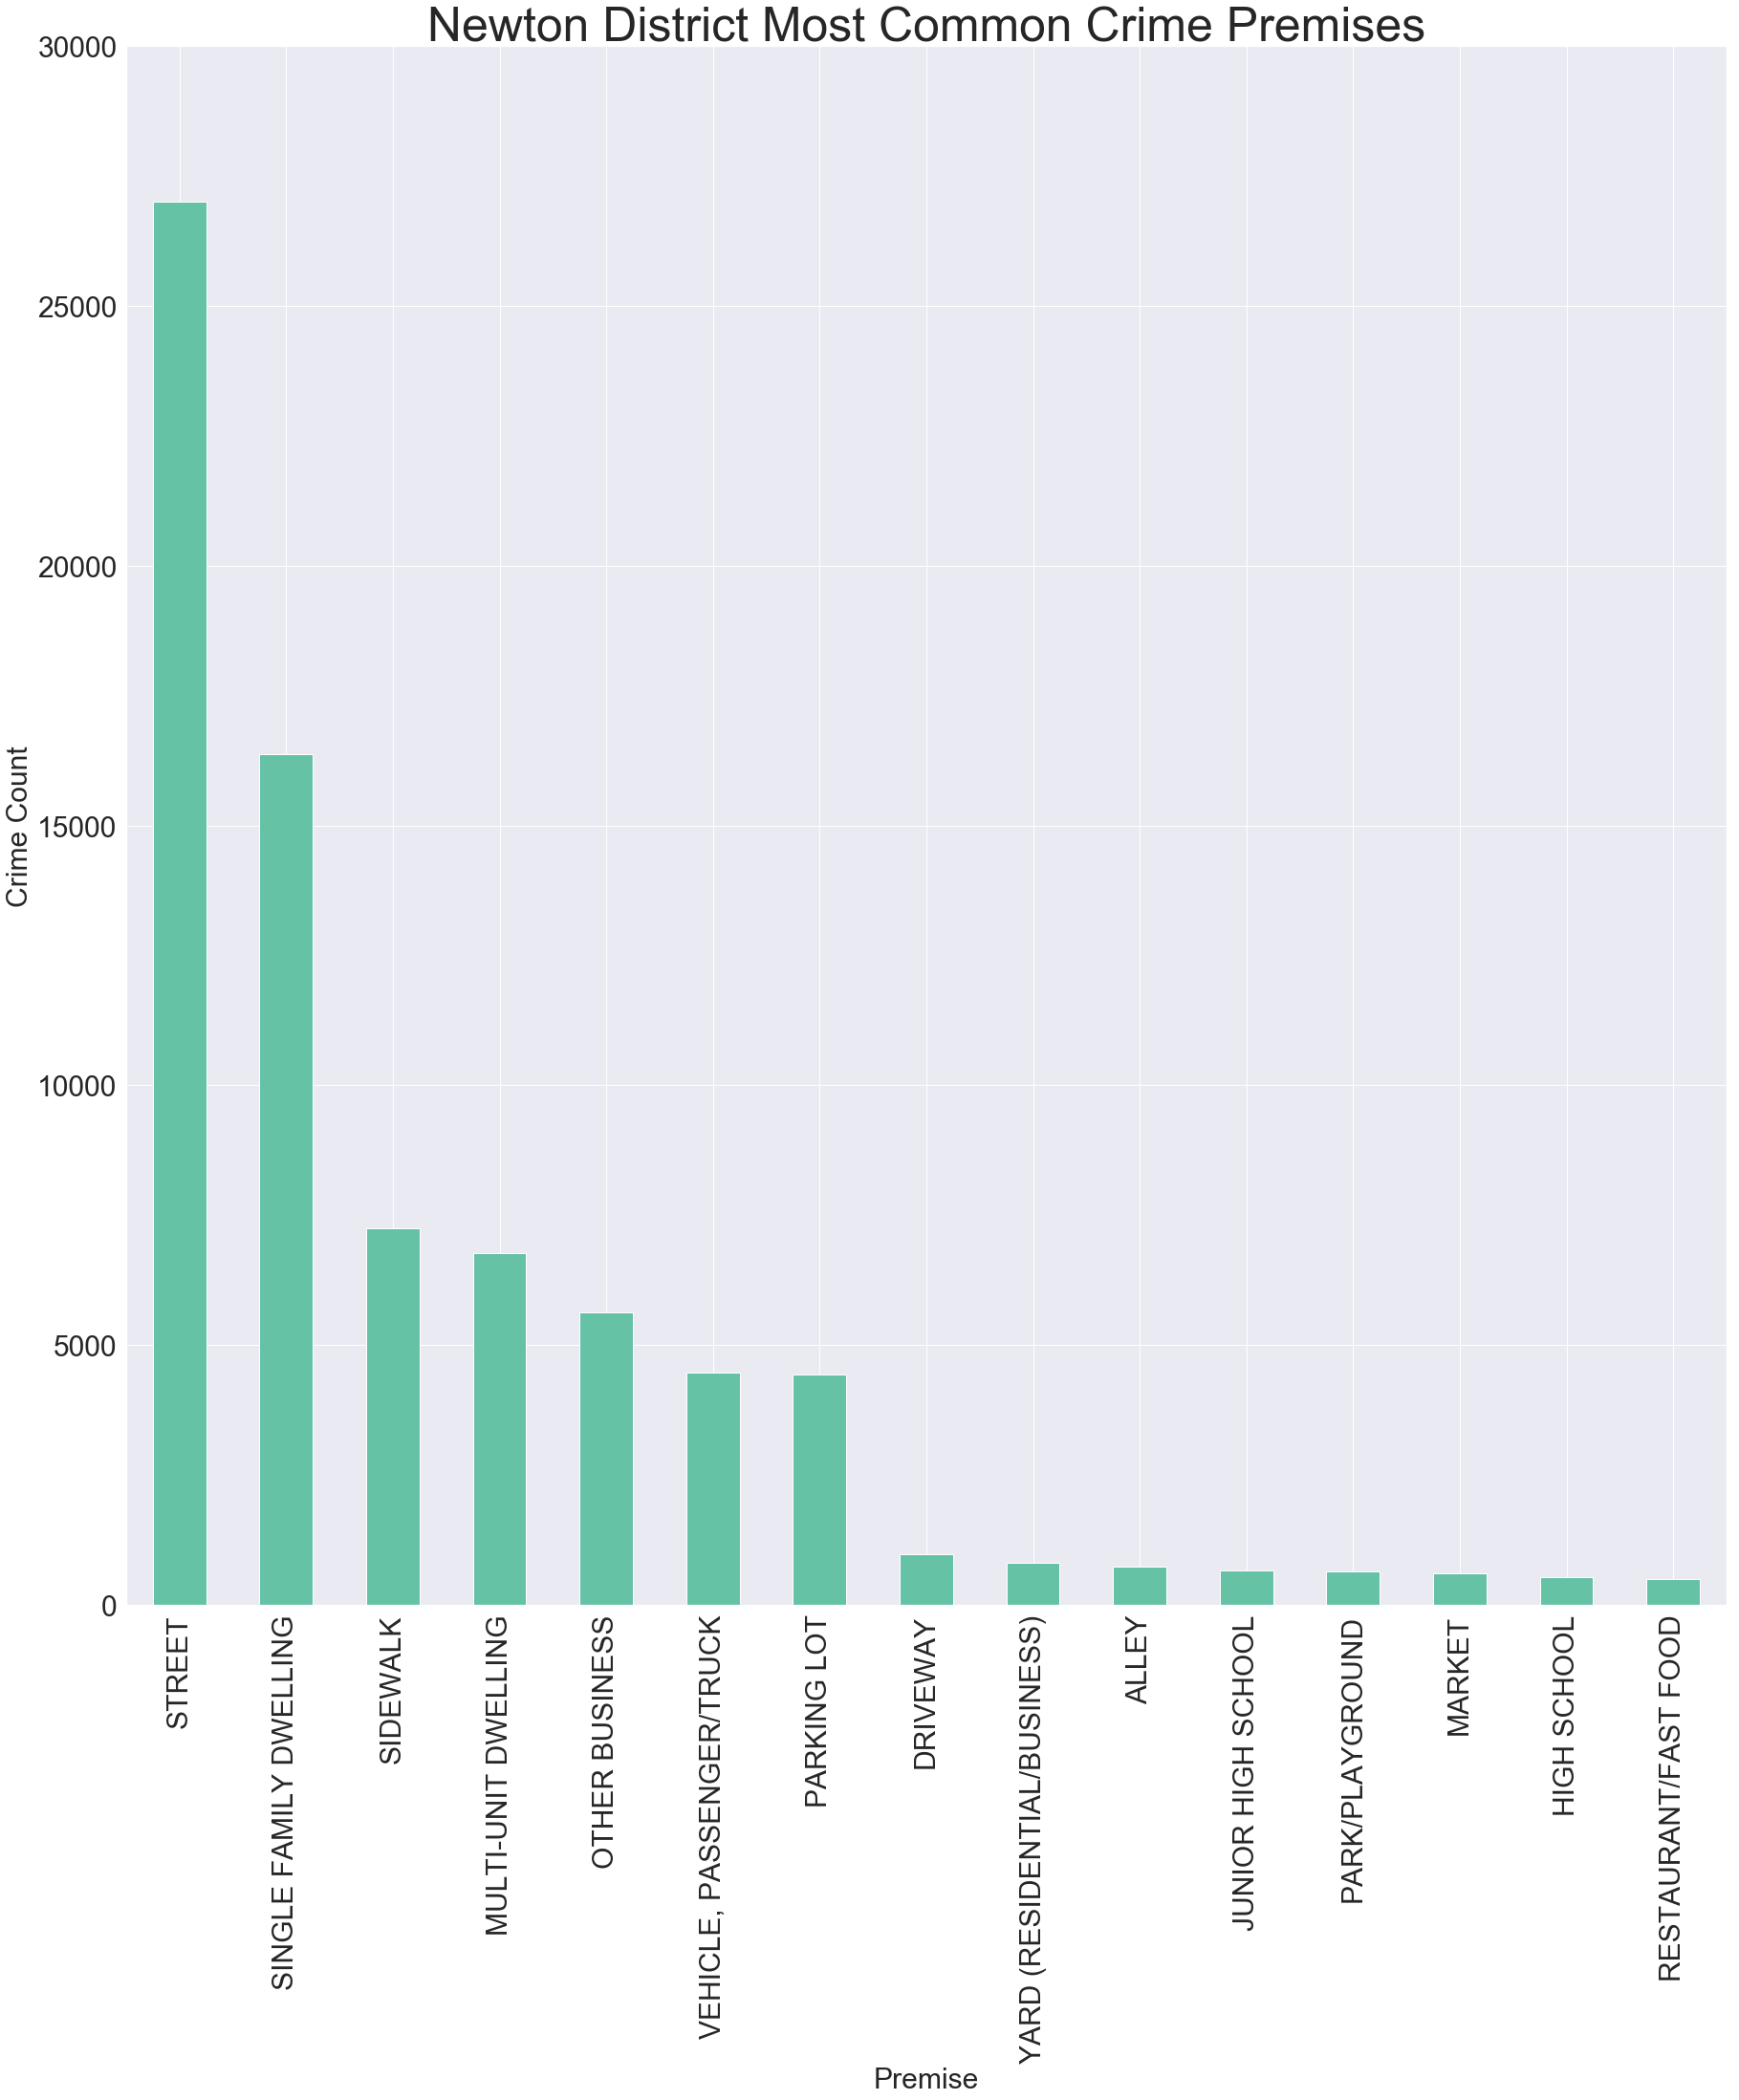 Newton District Most Common Crime Premises
30000
25000
20000
15000
10000
5000
0
Crime Count
STREET
SINGLE FAMILY DWELLING
SIDEWALK
MULTI-UNIT DWELLING
OTHER BUSINESS
VEHICLE, PASSENGER/TRUCK
PARKING LOT
DRIVEWAY
YARD (RESIDENTIAL/BUSINESS)
ALLEY
JUNIOR HIGH SCHOOL
PARK/PLAYGROUND
MARKET
HIGH SCHOOL
RESTAURANT/FAST FOOD
Premise